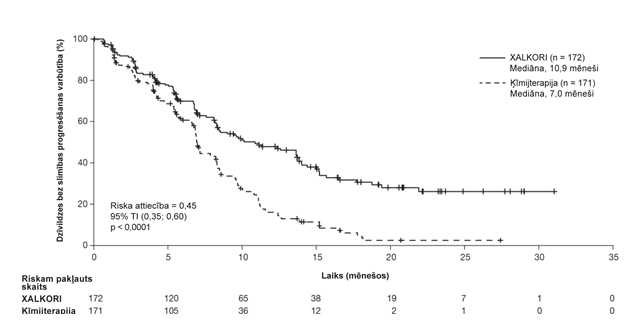 Dzīvildzes bez slimības progresēšanas varbūtība (%)
100
80
60
40
20
0
XALKORI (n = 172)
Mediāna, 10,9 mēneši
Ķīmijterapija (n = 171)
Mediāna, 7,0 mēneši
Riska attiecība = 0,45
95% TI (0,35; 0,60)
p < 0,0001
0 5 10 15 20 25 30 35
Laiks (mēnešos)
Riskam pakļauts
skaits
XALKORI 172 120 65 38 19 7 1 0
Ķīmijterapija 171 105 36 12 2 1 0 0